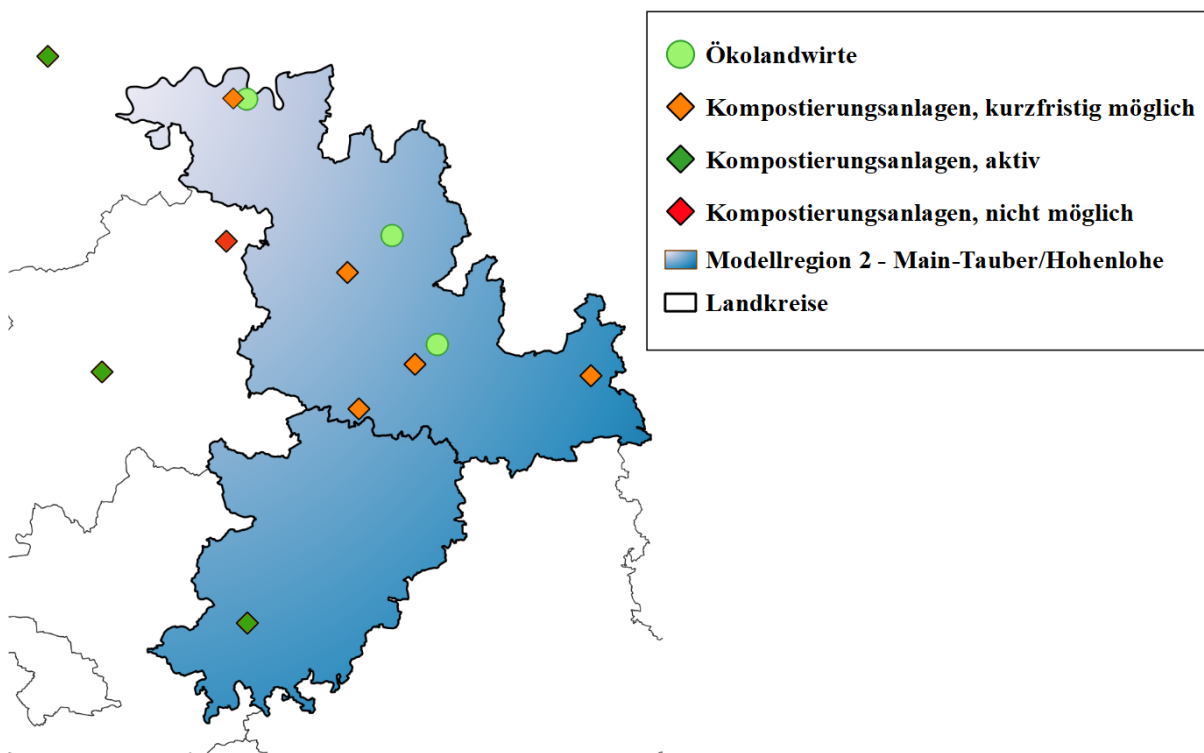 Ökolandwirte
Kompostierungsanlagen, kurzfristig möglich
Kompostierungsanlagen, aktiv
Kompostierungsanlagen, nicht möglich
Modellregion 2 - Main-Tauber/Hohenlohe
Landkreise